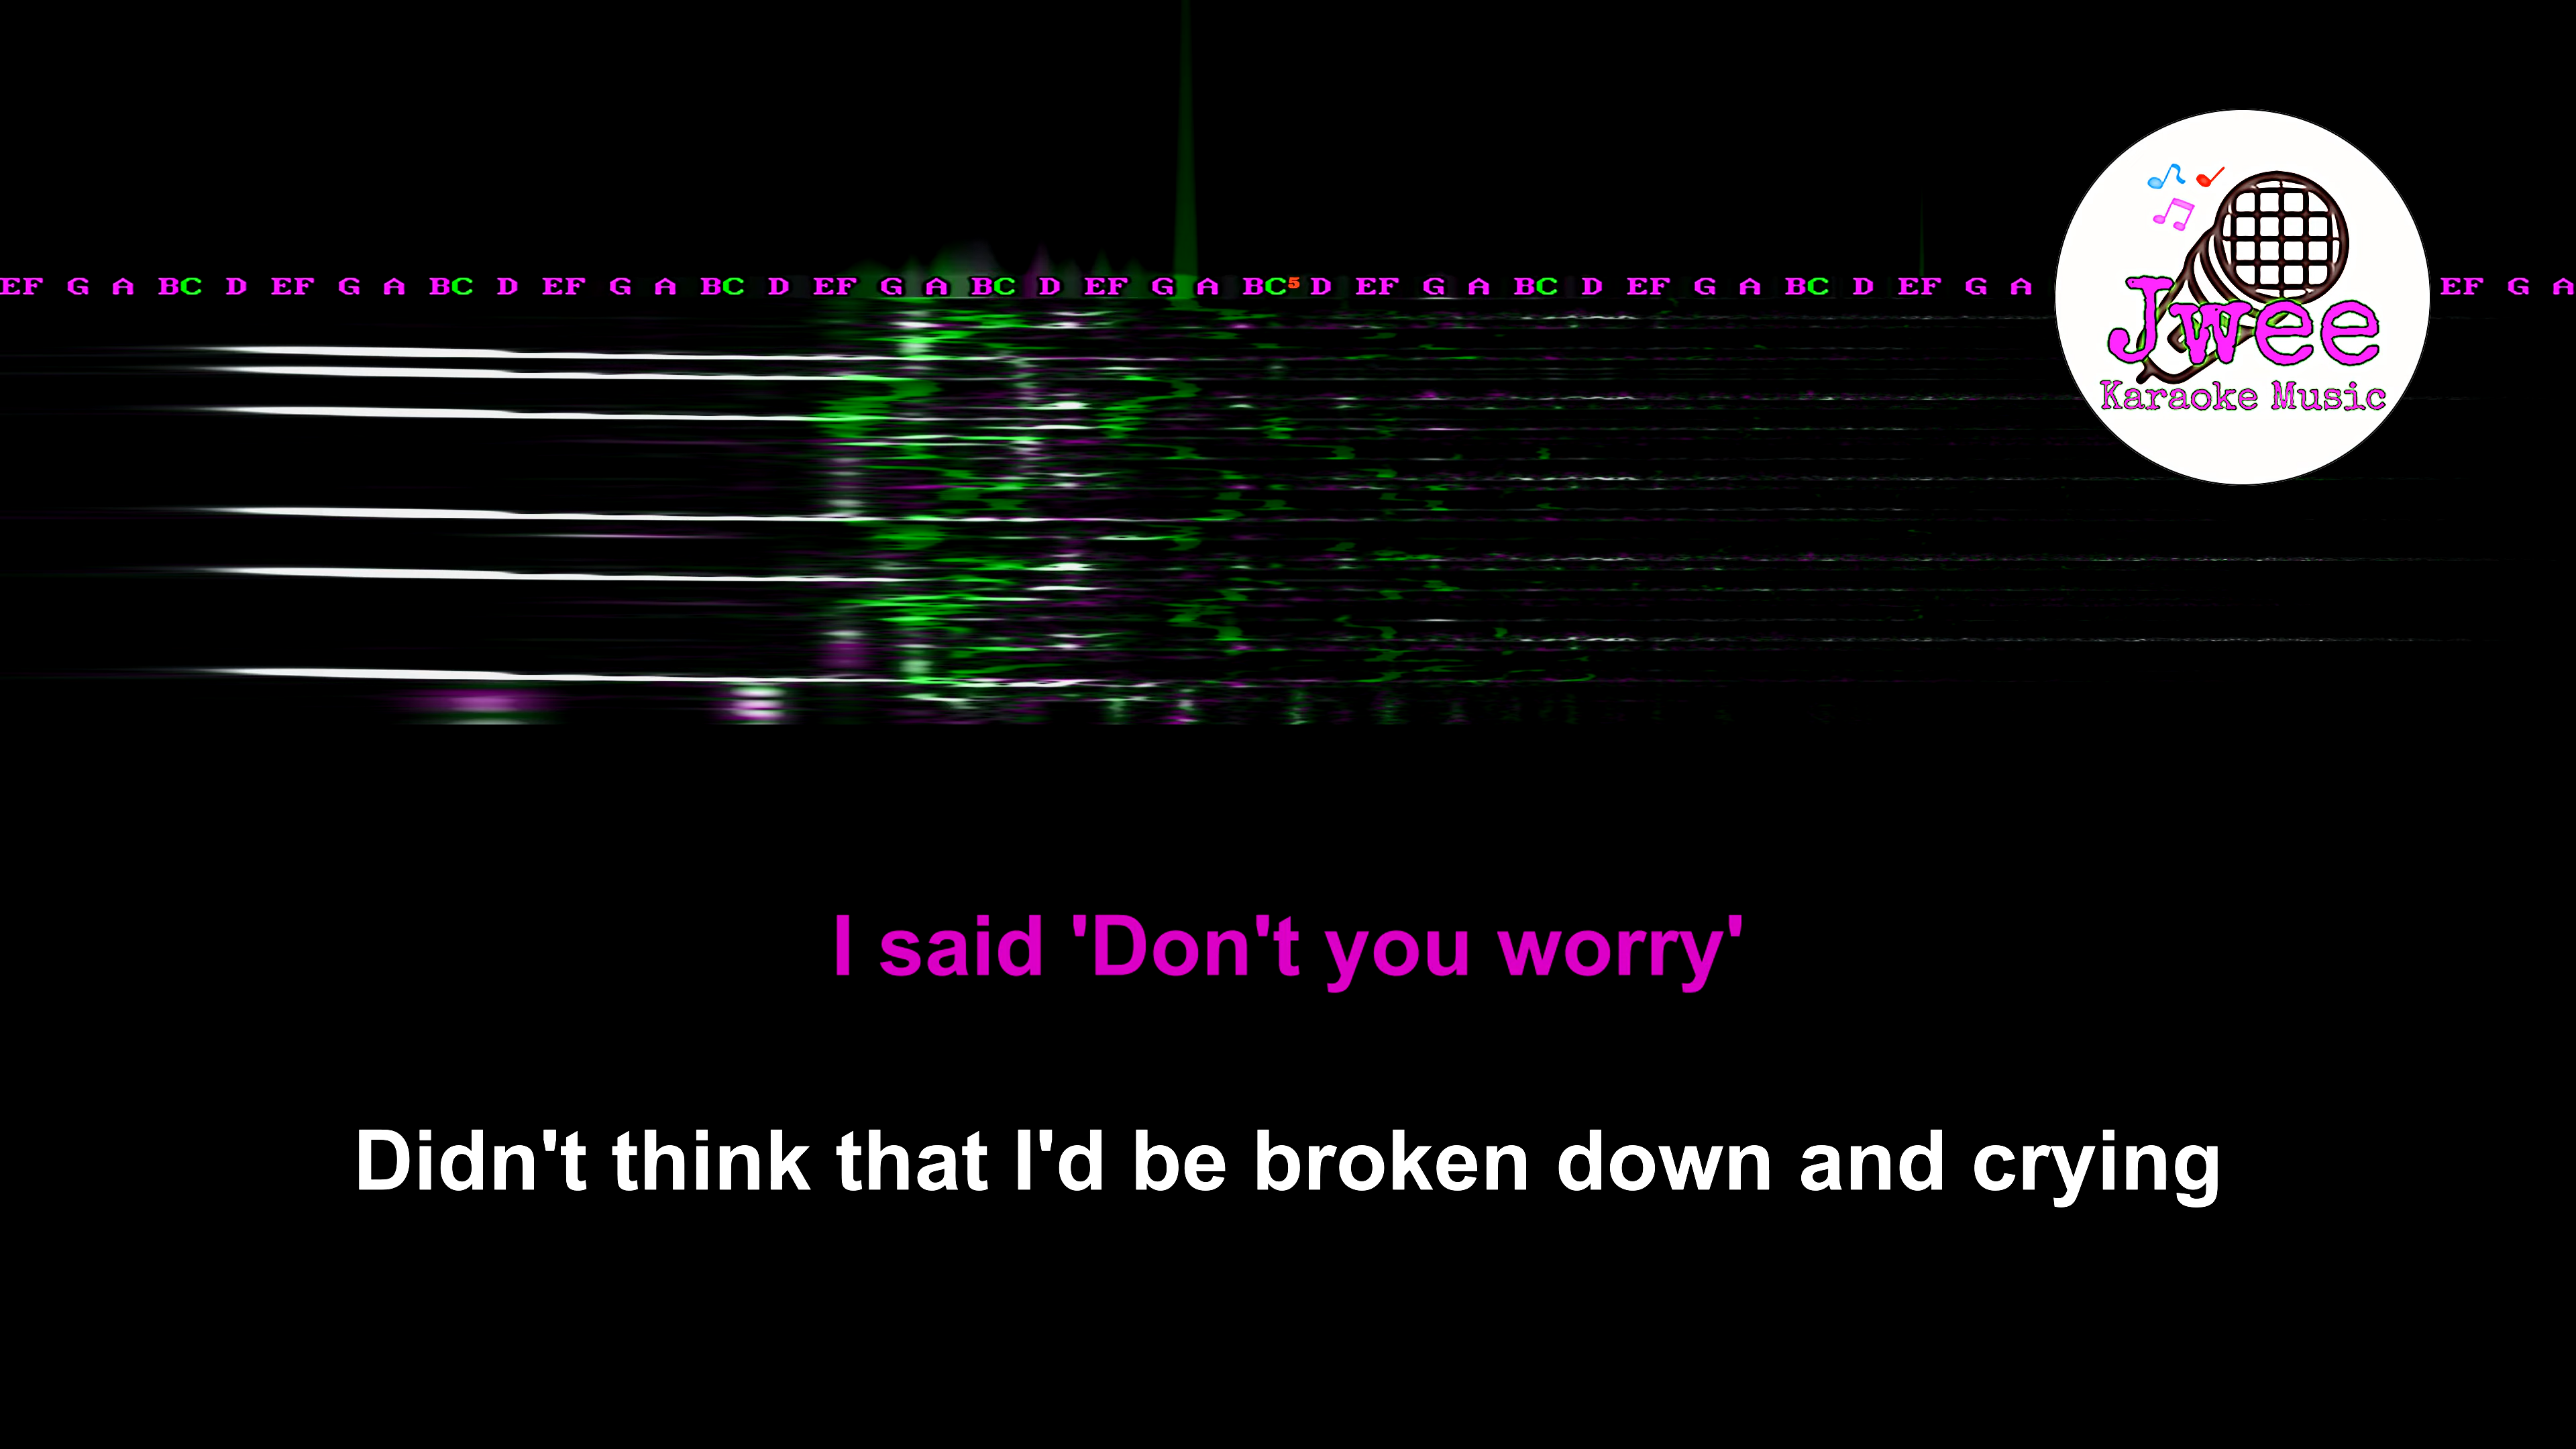 EF G A BC D EF G A BC D EF G A BC D EF G A BC D EF G A BC5 D EF G A BC D EF G A BC D EF G A EF G A
Jwee
Karaoke Music
I said 'Don't you worry'
Didn't think that I'd be broken down and crying